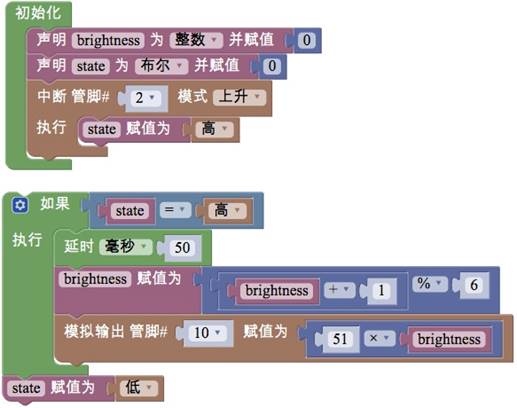 初始化
声明 brightness 为 整数 并赋值 0
声明 state 为 布尔 并赋值 0
中断 管脚# 2 模式 上升
执行 state 赋值为 高
如果 state = 高
执行 延时 毫秒 50
brightness 赋值为 brightness + 1 % 6
模拟输出 管脚# 10 赋值为 51 × brightness
state 赋值为 低